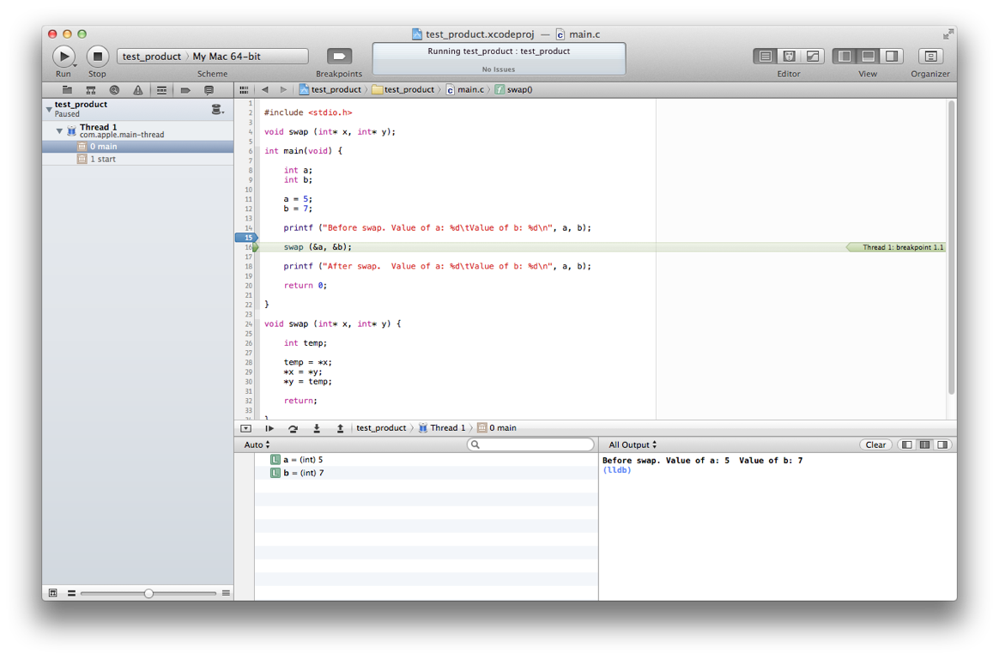 test_product.xcodeproj — main.c
Run
Stop
test_product 〉 My Mac 64-bit
Scheme
Breakpoints
Running test_product : test_product
No Issues
Editor
View
Organizer
test_product
Paused
Thread 1
com.apple.main-thread
0 main
1 start
test_product 〉 test_product 〉 main.c 〉 f swap()
1
2 #include <stdio.h>
3
4 void swap (int* x, int* y);
5
6 int main(void) {
7
8 int a;
9 int b;
10
11 a = 5;
12 b = 7;
13
14 printf ("Before swap. Value of a: %d\tValue of b: %d\n", a, b);
15
16 swap (&a, &b);
Thread 1: breakpoint 1.1
17
18 printf ("After swap.  Value of a: %d\tValue of b: %d\n", a, b);
19
20 return 0;
21
22 }
23
24 void swap (int* x, int* y) {
25
26 int temp;
27
28 temp = *x;
29 *x = *y;
30 *y = temp;
31
32 return;
33
34 }
test_product 〉 Thread 1 〉 0 main
Auto
All Output
Clear
L a = (int) 5
L b = (int) 7
Before swap. Value of a: 5  Value of b: 7
(lldb)